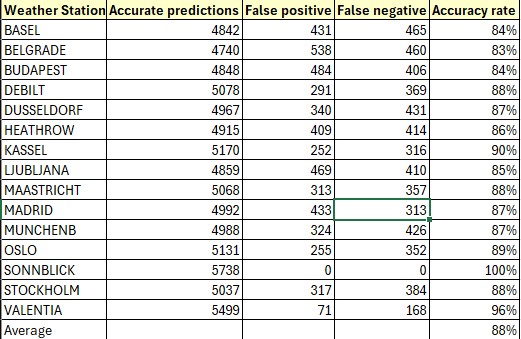 Weather Station Accurate predictions False positive False negative Accuracy rate
BASEL 4842 431 465 84%
BELGRADE 4740 538 460 83%
BUDAPEST 4848 484 406 84%
DEBILT 5078 291 369 88%
DUSSELDORF 4967 340 431 87%
HEATHROW 4915 409 414 86%
KASSEL 5170 252 316 90%
LJUBLJANA 4859 469 410 85%
MAASTRICHT 5068 313 357 88%
MADRID 4992 433 313 87%
MUNCHENB 4988 324 426 87%
OSLO 5131 255 352 89%
SONNBLICK 5738 0 0 100%
STOCKHOLM 5037 317 384 88%
VALENTIA 5499 71 168 96%
Average 88%